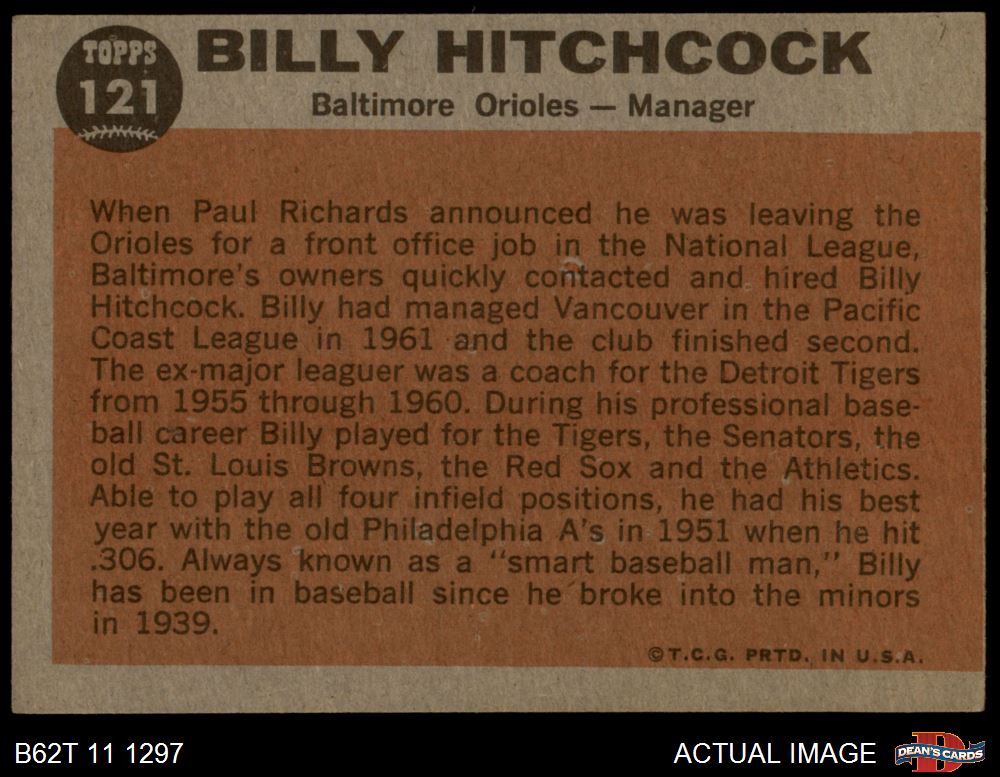 TOPPS
121
BILLY HITCHCOCK
Baltimore Orioles — Manager
When Paul Richards announced he was leaving the
Orioles for a front office job in the National League,
Baltimore's owners quickly contacted and hired Billy
Hitchcock. Billy had managed Vancouver in the Pacific
Coast League in 1961 and the club finished second.
The ex-major leaguer was a coach for the Detroit Tigers
from 1955 through 1960. During his professional base-
ball career Billy played for the Tigers, the Senators, the
old St. Louis Browns, the Red Sox and the Athletics.
Able to play all four infield positions, he had his best
year with the old Philadelphia A's in 1951 when he hit
.306. Always known as a "smart baseball man," Billy
has been in baseball since he broke into the minors
in 1939.
©T.C.G. PRTD. IN U.S.A.
B62T 11 1297
ACTUAL IMAGE
D
DEAN'S CARDS